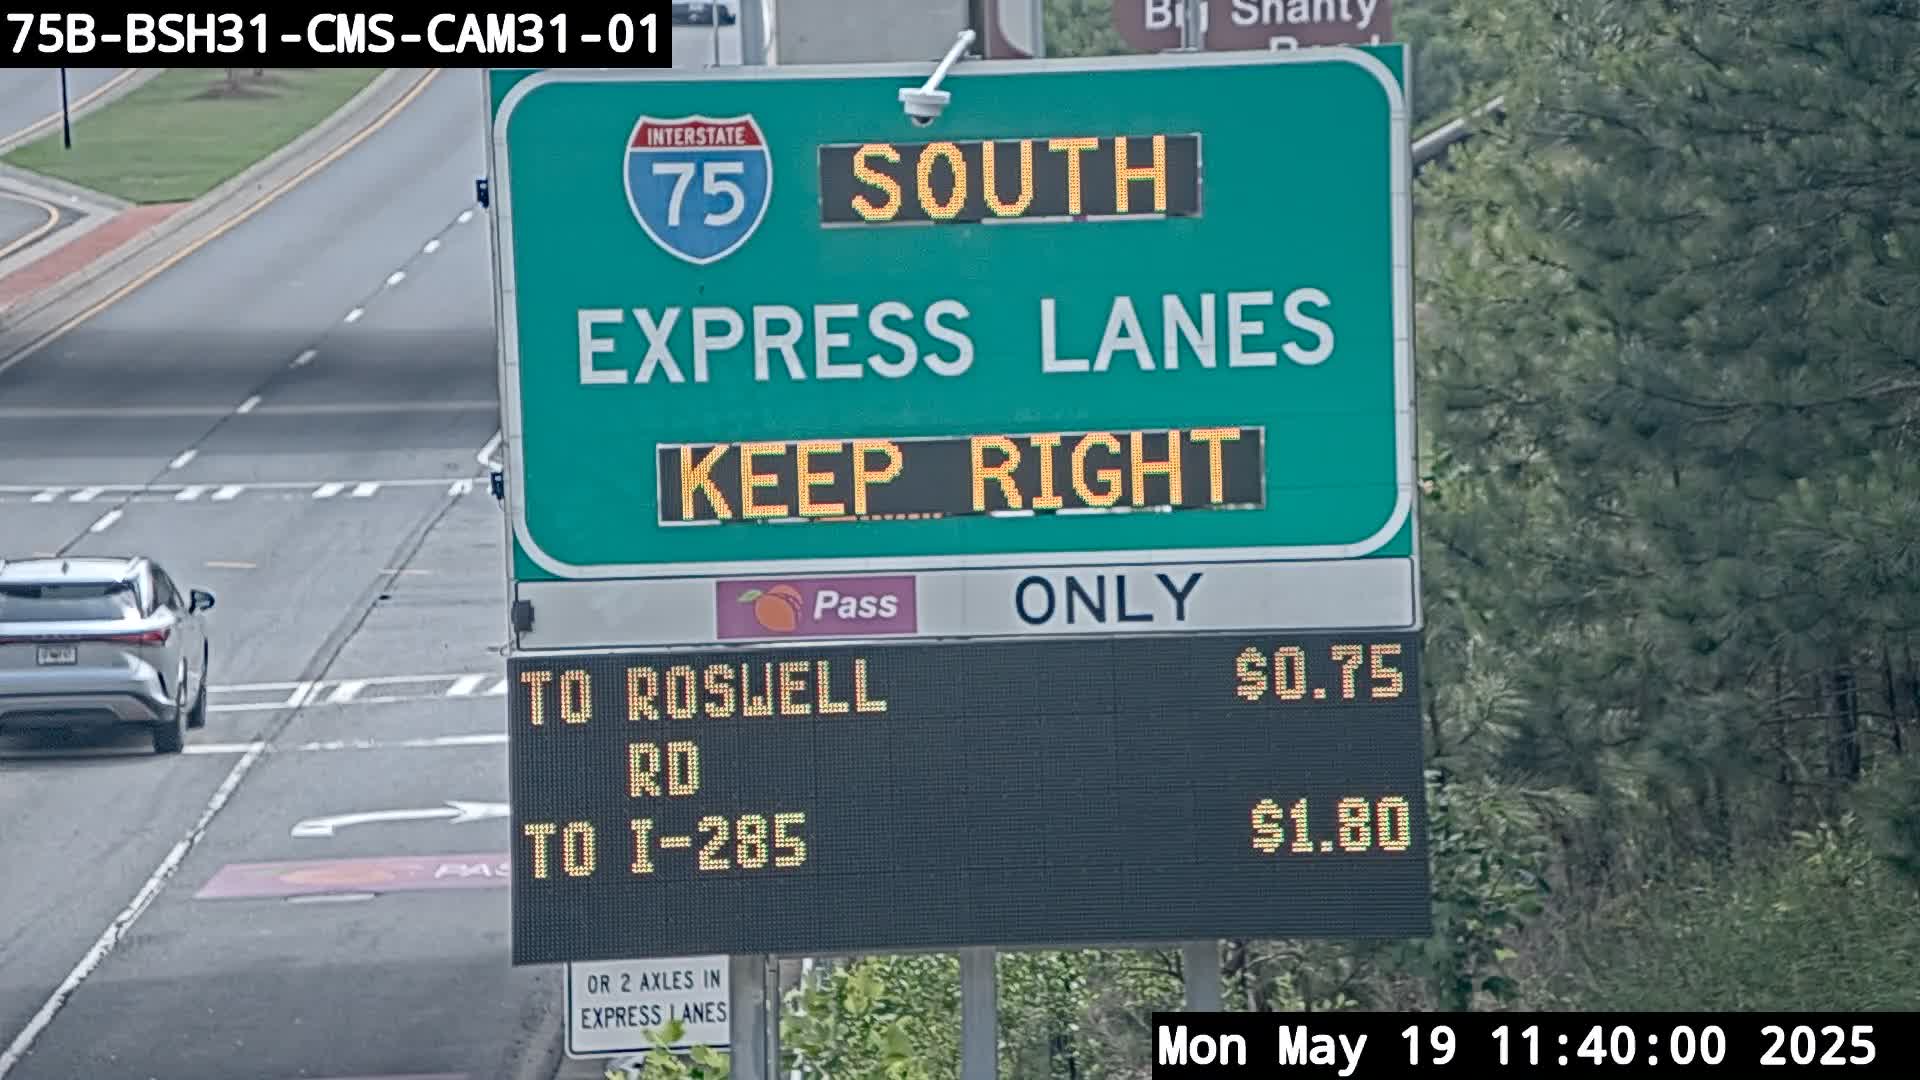 75B-BSH31-CMS-CAM31-01
Big Shanty
Road
INTERSTATE
75
SOUTH
EXPRESS LANES
KEEP RIGHT
Pass ONLY
TO ROSWELL $0.75
RD
TO I-285 $1.80
PAS
OR 2 AXLES IN
EXPRESS LANES
Mon May 19 11:40:00 2025